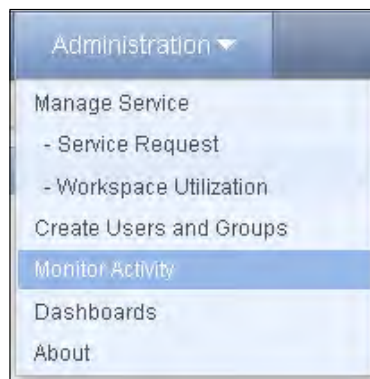 Administration
Manage Service
- Service Request
- Workspace Utilization
Create Users and Groups
Monitor Activity
Dashboards
About